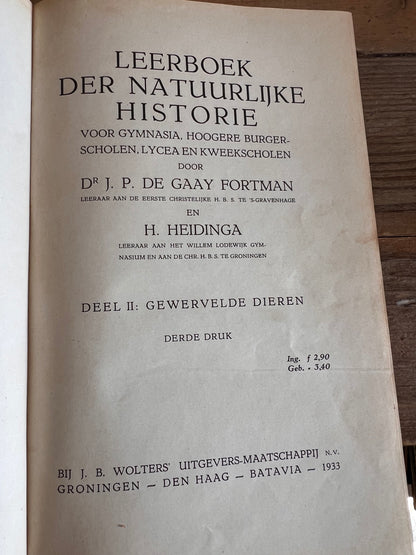 LEERBOEK
DER NATUURLIJKE
HISTORIE
VOOR GYMNASIA, HOOGERE BURGER-
SCHOLEN, LYCEA EN KWEEKSCHOLEN
DOOR
DR J. P. DE GAAY FORTMAN
LEERAAR AAN DE EERSTE CHRISTELIJKE H. B. S. TE 'S-GRAVENHAGE
EN
H. HEIDINGA
LEERAAR AAN HET WILLEM LODEWIJK GYM-
NASIUM EN AAN DE CHR. H. B. S. TE GRONINGEN
DEEL II: GEWERVELDE DIEREN
DERDE DRUK
Ing. f 2,90
Geb. „ 3,40
BIJ J. B. WOLTERS' UITGEVERS-MAATSCHAPPIJ N.V.
GRONINGEN — DEN HAAG — BATAVIA — 1933